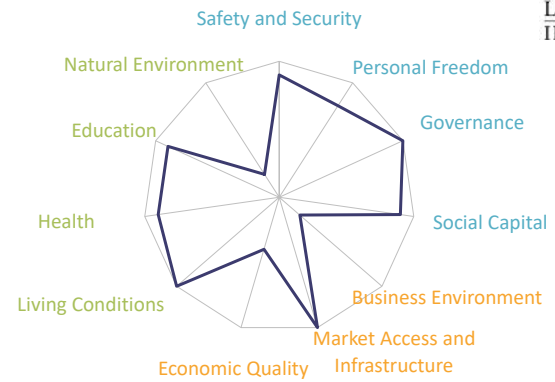 Safety and Security
Natural Environment
Personal Freedom
Education
Governance
Health
Social Capital
Living Conditions
Business Environment
Market Access and
Infrastructure
Economic Quality